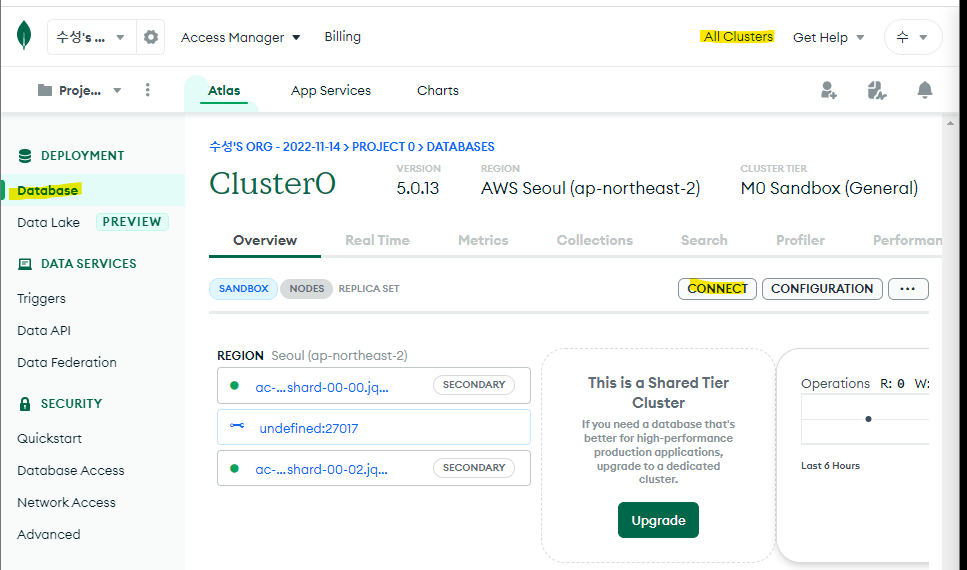 수성's ... Access Manager Billing All Clusters Get Help 수
Proje... Atlas App Services Charts
DEPLOYMENT
Database
Data Lake PREVIEW
DATA SERVICES
Triggers
Data API
Data Federation
SECURITY
Quickstart
Database Access
Network Access
Advanced
수성'S ORG - 2022-11-14 > PROJECT 0 > DATABASES
Cluster0
VERSION
5.0.13
REGION
AWS Seoul (ap-northeast-2)
CLUSTER TIER
M0 Sandbox (General)
Overview Real Time Metrics Collections Search Profiler Performan
SANDBOX NODES REPLICA SET CONNECT CONFIGURATION ...
REGION Seoul (ap-northeast-2)
ac-...shard-00-00.jq... SECONDARY
undefined:27017
ac-...shard-00-02.jq... SECONDARY
This is a Shared Tier
Cluster
If you need a database that's
better for high-performance
production applications,
upgrade to a dedicated
cluster.
Upgrade
Operations R: 0 W:
Last 6 Hours